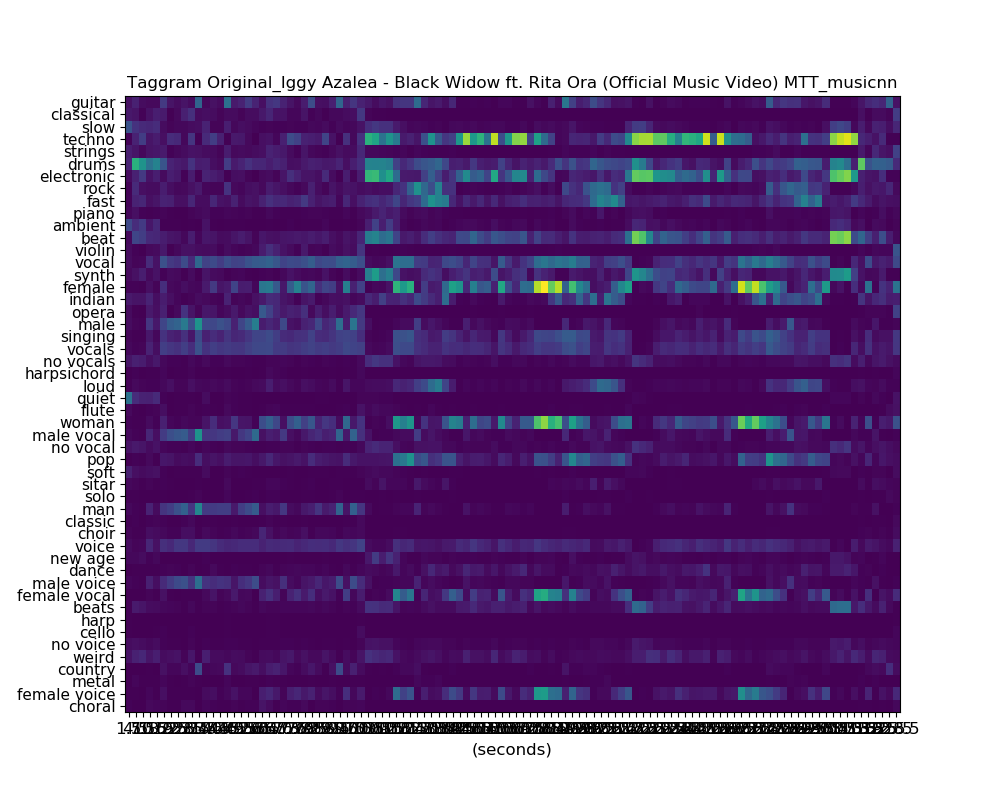 Taggram Original_Iggy Azalea - Black Widow ft. Rita Ora (Official Music Video) MTT_musicnn
guitar
classical
slow
techno
strings
drums
electronic
rock
fast
piano
ambient
beat
violin
vocal
synth
female
indian
opera
male
singing
vocals
no vocals
harpsichord
loud
quiet
flute
woman
male vocal
no vocal
pop
soft
sitar
solo
man
classic
choir
voice
new age
dance
male voice
female vocal
beats
harp
cello
no voice
weird
country
metal
female voice
choral
(seconds)